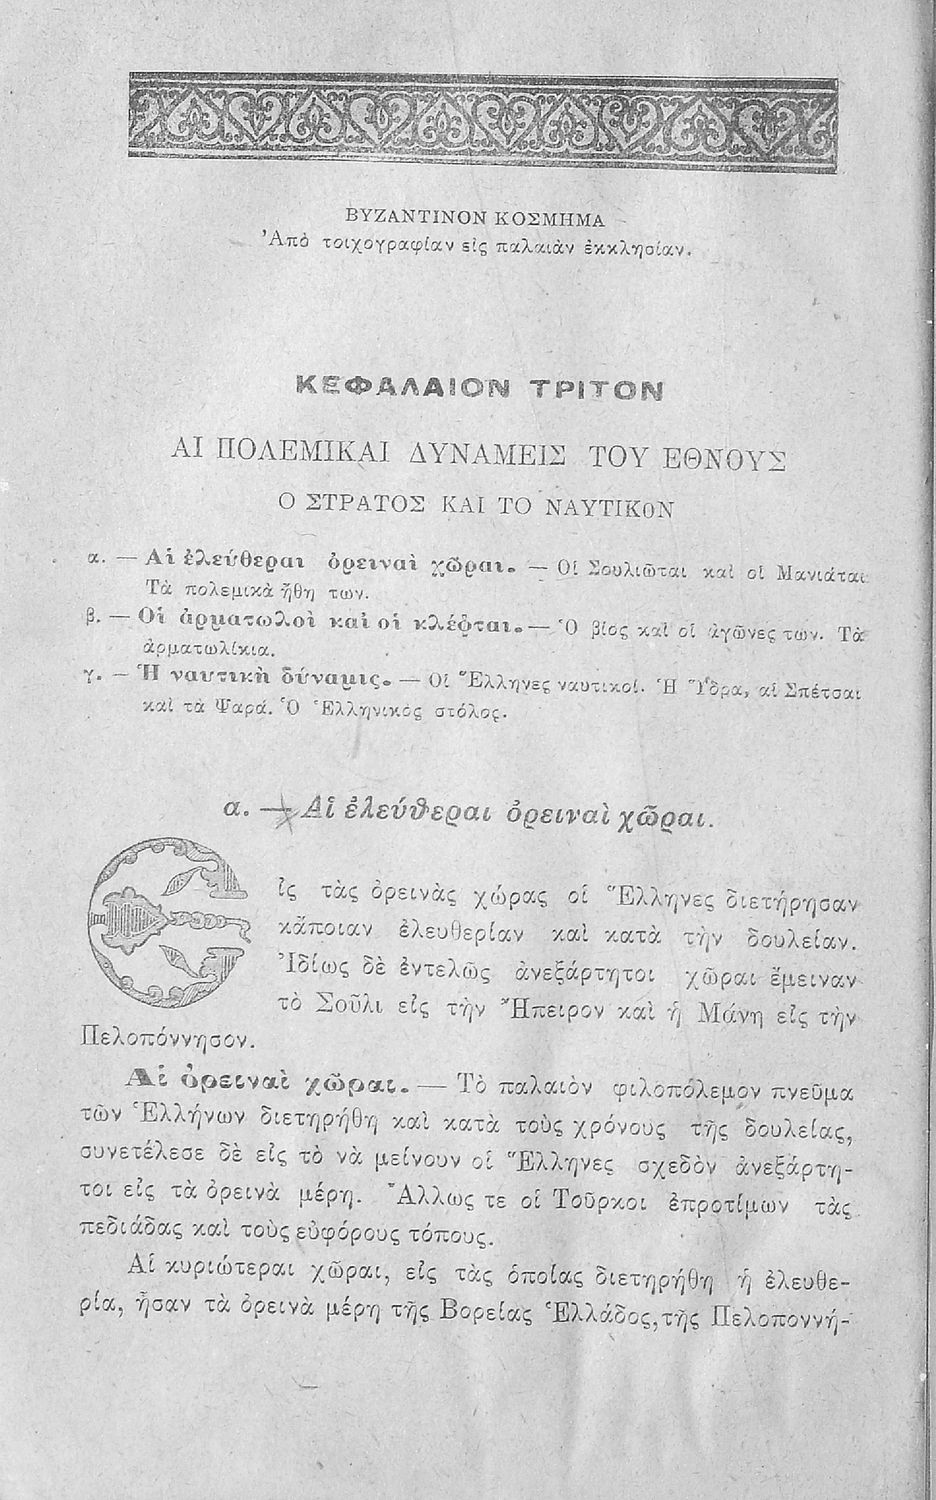 ΒΥΖΑΝΤΙΝΟΝ ΚΟΣΜΗΜΑ
Ἀπὸ τοιχογραφίαν εἰς παλαιὰν ἐκκλησίαν.
ΚΕΦΑΛΑΙΟΝ ΤΡΙΤΟΝ
ΑΙ ΠΟΛΕΜΙΚΑΙ ΔΥΝΑΜΕΙΣ ΤΟΥ ΕΘΝΟΥΣ
Ο ΣΤΡΑΤΟΣ ΚΑΙ ΤΟ ΝΑΥΤΙΚΟΝ
α. — Αἱ ἐλεύθεραι ὀρειναὶ χῶραι. — Οἱ Σουλιῶται καὶ οἱ Μανιάται
Τὰ πολεμικὰ ἤθη των.
β. — Οἱ ἁρματωλοὶ καὶ οἱ κλέφται. — Ὁ βίος καὶ οἱ ἀγῶνες των. Τὰ
ἁρματωλίκια.
γ. — Ἡ ναυτικὴ δύναμις. — Οἱ Ἕλληνες ναυτικοί. Ἡ Ὕδρα, αἱ Σπέτσαι
καὶ τὰ Ψαρά. Ὁ Ἑλληνικὸς στόλος.
α. — Αἱ ἐλεύθεραι ὀρειναὶ χῶραι.
Εἰς τὰς ὀρεινὰς χώρας οἱ Ἕλληνες διετήρησαν
κἄποιαν ἐλευθερίαν καὶ κατὰ τὴν δουλείαν.
Ἰδίως δὲ ἐντελῶς ἀνεξάρτητοι χῶραι ἔμειναν
τὸ Σοῦλι εἰς τὴν Ἤπειρον καὶ ἡ Μάνη εἰς τὴν
Πελοπόννησον.
Αἱ ὀρειναὶ χῶραι. — Τὸ παλαιὸν φιλοπόλεμον πνεῦμα
τῶν Ἑλλήνων διετηρήθη καὶ κατὰ τοὺς χρόνους τῆς δουλείας,
συνετέλεσε δὲ εἰς τὸ νὰ μείνουν οἱ Ἕλληνες σχεδὸν ἀνεξάρτη-
τοι εἰς τὰ ὀρεινὰ μέρη. Ἄλλως τε οἱ Τοῦρκοι ἐπροτίμων τὰς
πεδιάδας καὶ τοὺς εὐφόρους τόπους.
Αἱ κυριώτεραι χῶραι, εἰς τὰς ὁποίας διετηρήθη ἡ ἐλευθε-
ρία, ἦσαν τὰ ὀρεινὰ μέρη τῆς Βορείας Ἑλλάδος, τῆς Πελοποννή-